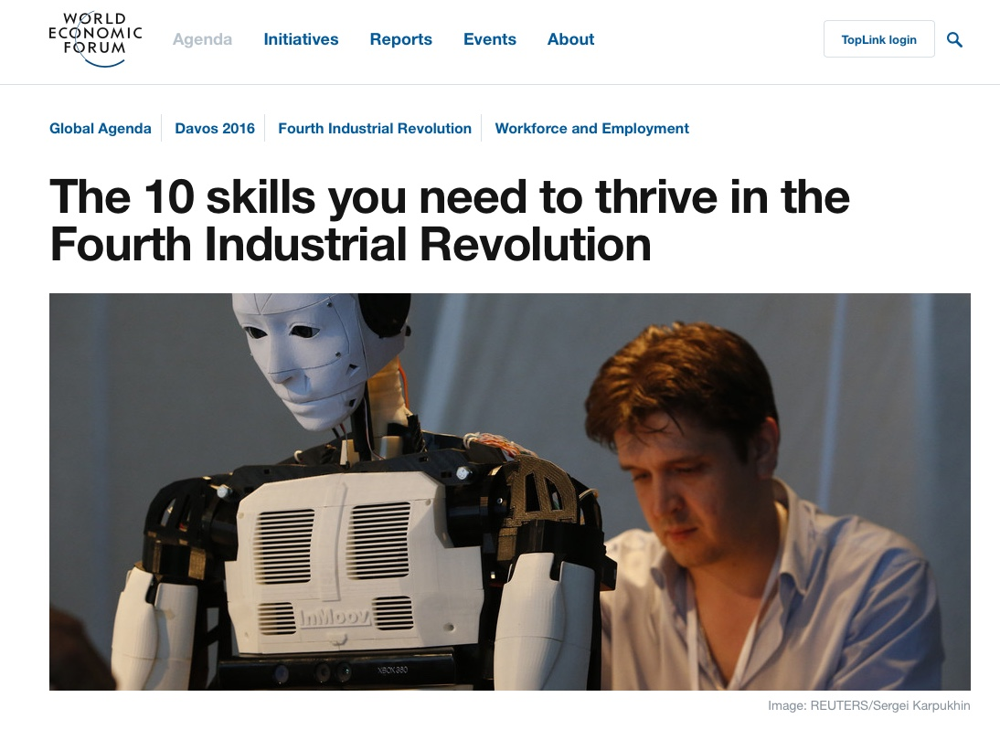 WORLD
ECONOMIC
FORUM
Agenda Initiatives Reports Events About
TopLink login
Global Agenda Davos 2016 Fourth Industrial Revolution Workforce and Employment
The 10 skills you need to thrive in the
Fourth Industrial Revolution
InMoov
XBOX 360
Image: REUTERS/Sergei Karpukhin